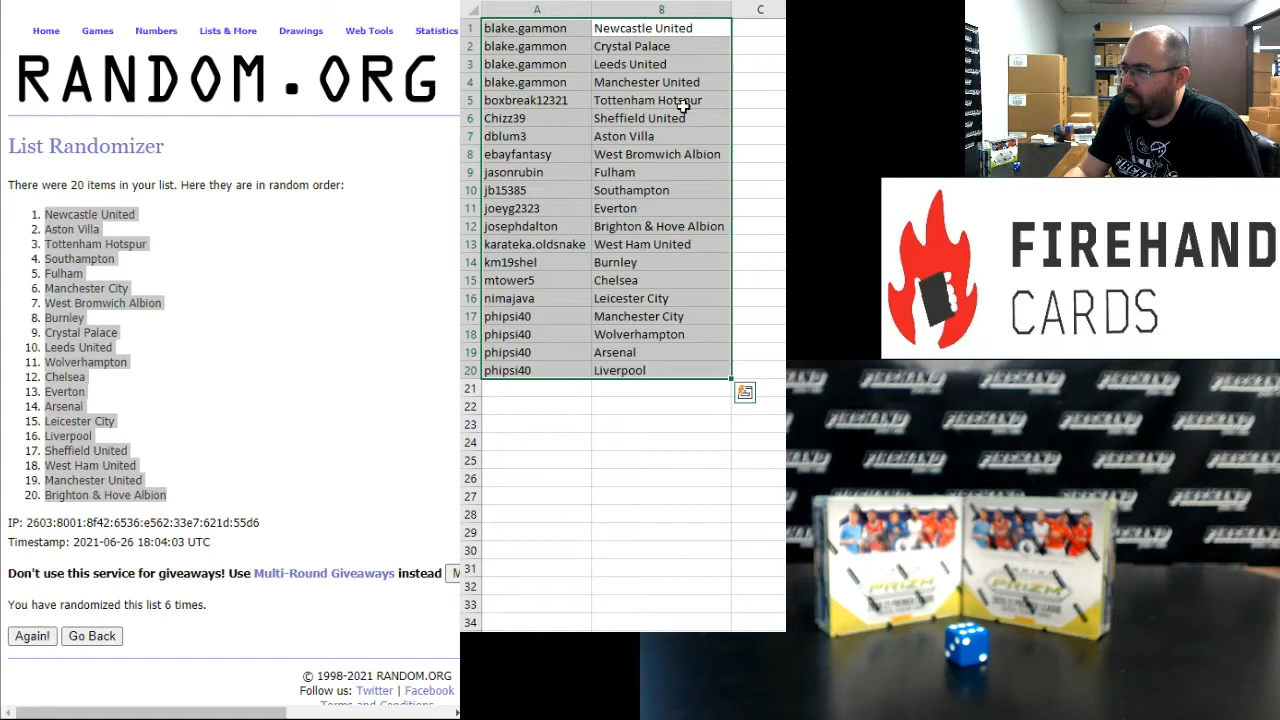 Home Games Numbers Lists & More Drawings Web Tools Statistics
RANDOM.ORG
List Randomizer
There were 20 items in your list. Here they are in random order:
1. Newcastle United
2. Aston Villa
3. Tottenham Hotspur
4. Southampton
5. Fulham
6. Manchester City
7. West Bromwich Albion
8. Burnley
9. Crystal Palace
10. Leeds United
11. Wolverhampton
12. Chelsea
13. Everton
14. Arsenal
15. Leicester City
16. Liverpool
17. Sheffield United
18. West Ham United
19. Manchester United
20. Brighton & Hove Albion
IP: 2603:8001:8f42:6536:e562:33e7:621d:55d6
Timestamp: 2021-06-26 18:04:03 UTC
Don't use this service for giveaways! Use Multi-Round Giveaways instead
You have randomized this list 6 times.
Again! Go Back
© 1998-2021 RANDOM.ORG
Follow us: Twitter | Facebook
Terms and Conditions
A B C
1 blake.gammon Newcastle United
2 blake.gammon Crystal Palace
3 blake.gammon Leeds United
4 blake.gammon Manchester United
5 boxbreak12321 Tottenham Hotspur
6 Chizz39 Sheffield United
7 dblum3 Aston Villa
8 ebayfantasy West Bromwich Albion
9 jasonrubin Fulham
10 jb15385 Southampton
11 joeyg2323 Everton
12 josephdalton Brighton & Hove Albion
13 karateka.oldsnake West Ham United
14 km19shel Burnley
15 mtower5 Chelsea
16 nimajava Leicester City
17 phipsi40 Manchester City
18 phipsi40 Wolverhampton
19 phipsi40 Arsenal
20 phipsi40 Liverpool
21
22
23
24
25
26
27
28
29
30
31
32
33
34
FIREHAND
CARDS
PRIZM
PRIZM